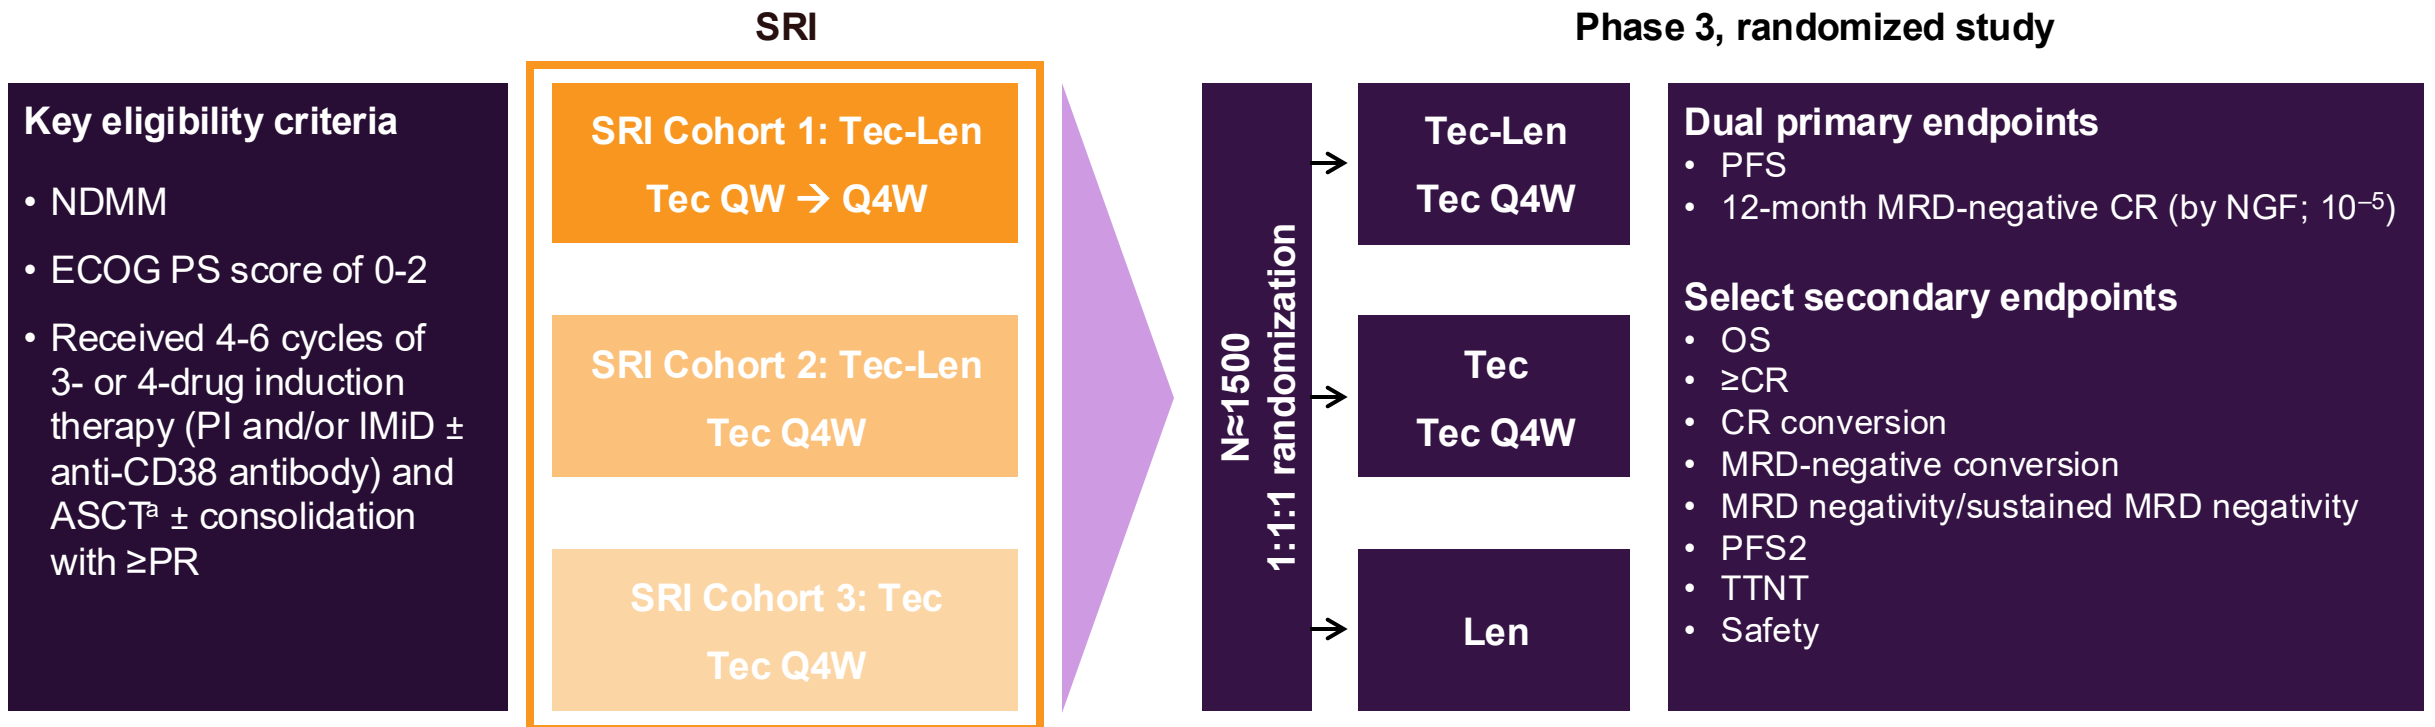 SRI
Phase 3, randomized study
Key eligibility criteria
• NDMM
• ECOG PS score of 0-2
• Received 4-6 cycles of
3- or 4-drug induction
therapy (PI and/or IMiD ±
anti-CD38 antibody) and
ASCTᵃ ± consolidation
with ≥PR
SRI Cohort 1: Tec-Len
Tec QW → Q4W
SRI Cohort 2: Tec-Len
Tec Q4W
SRI Cohort 3: Tec
Tec Q4W
N≈1500
1:1:1 randomization
Tec-Len
Tec Q4W
Tec
Tec Q4W
Len
Dual primary endpoints
• PFS
• 12-month MRD-negative CR (by NGF; 10⁻⁵)
Select secondary endpoints
• OS
• ≥CR
• CR conversion
• MRD-negative conversion
• MRD negativity/sustained MRD negativity
• PFS2
• TTNT
• Safety